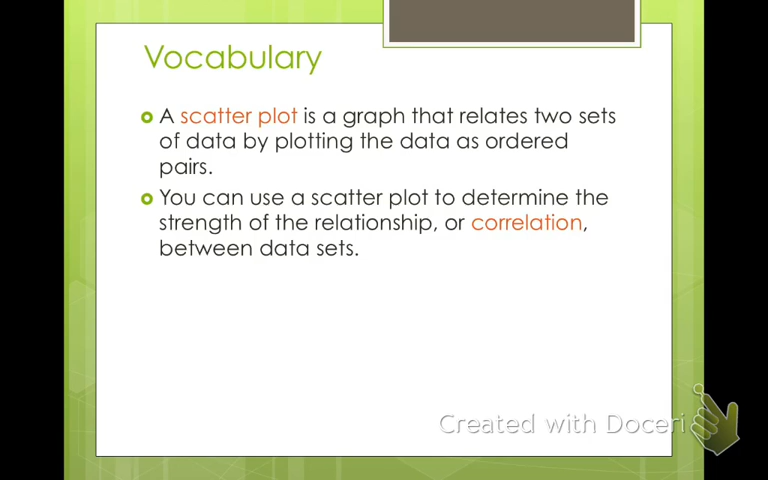 Vocabulary
A scatter plot is a graph that relates two sets
of data by plotting the data as ordered
pairs.
You can use a scatter plot to determine the
strength of the relationship, or correlation,
between data sets.
Created with Doceri